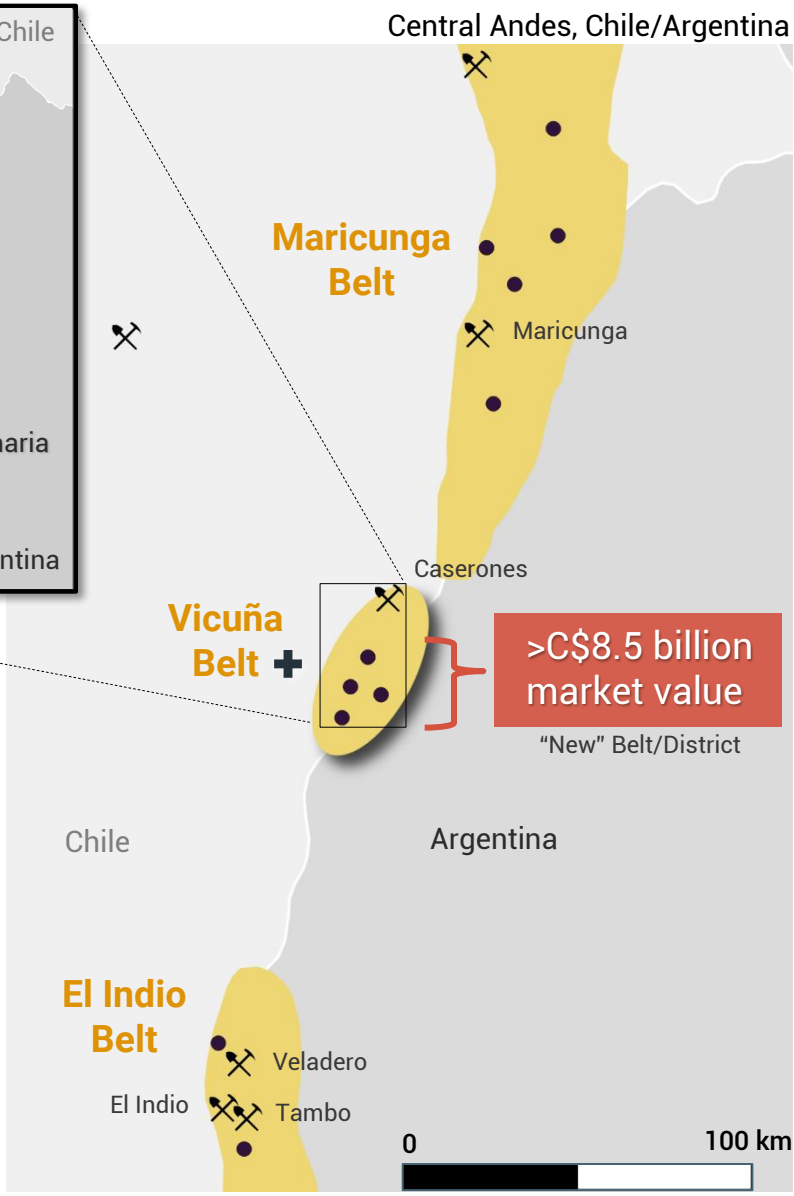 Central Andes, Chile/Argentina
Chile
Maricunga
Belt
Maricunga
Caserones
Vicuña
Belt
>C$8.5 billion
market value
“New” Belt/District
Chile
Argentina
El Indio
Belt
Veladero
El Indio
Tambo
0
100 km